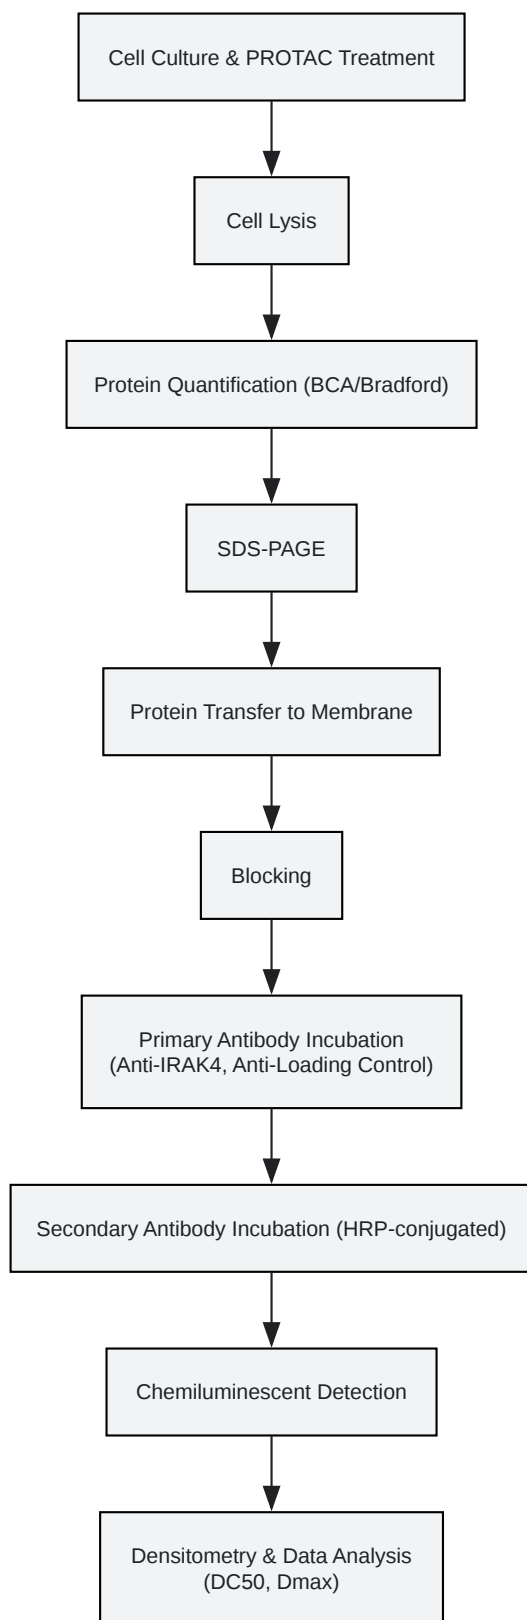 Cell Culture & PROTAC Treatment
Cell Lysis
Protein Quantification (BCA/Bradford)
SDS-PAGE
Protein Transfer to Membrane
Blocking
Primary Antibody Incubation
(Anti-IRAK4, Anti-Loading Control)
Secondary Antibody Incubation (HRP-conjugated)
Chemiluminescent Detection
Densitometry & Data Analysis
(DC50, Dmax)